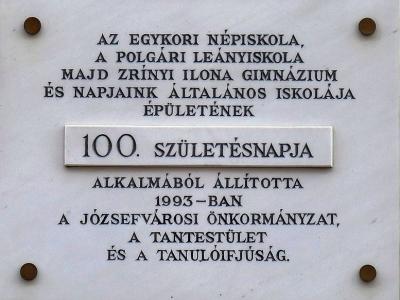 AZ EGYKORI NÉPISKOLA,
A POLGÁRI LEÁNYISKOLA
MAJD ZRÍNYI ILONA GIMNÁZIUM
ÉS NAPJAINK ÁLTALÁNOS ISKOLÁJA
ÉPÜLETÉNEK
100. SZÜLETÉSNAPJA
ALKALMÁBÓL ÁLLÍTOTTA
1993-BAN
A JÓZSEFVÁROSI ÖNKORMÁNYZAT,
A TANTESTÜLET
ÉS A TANULÓIFJÚSÁG.